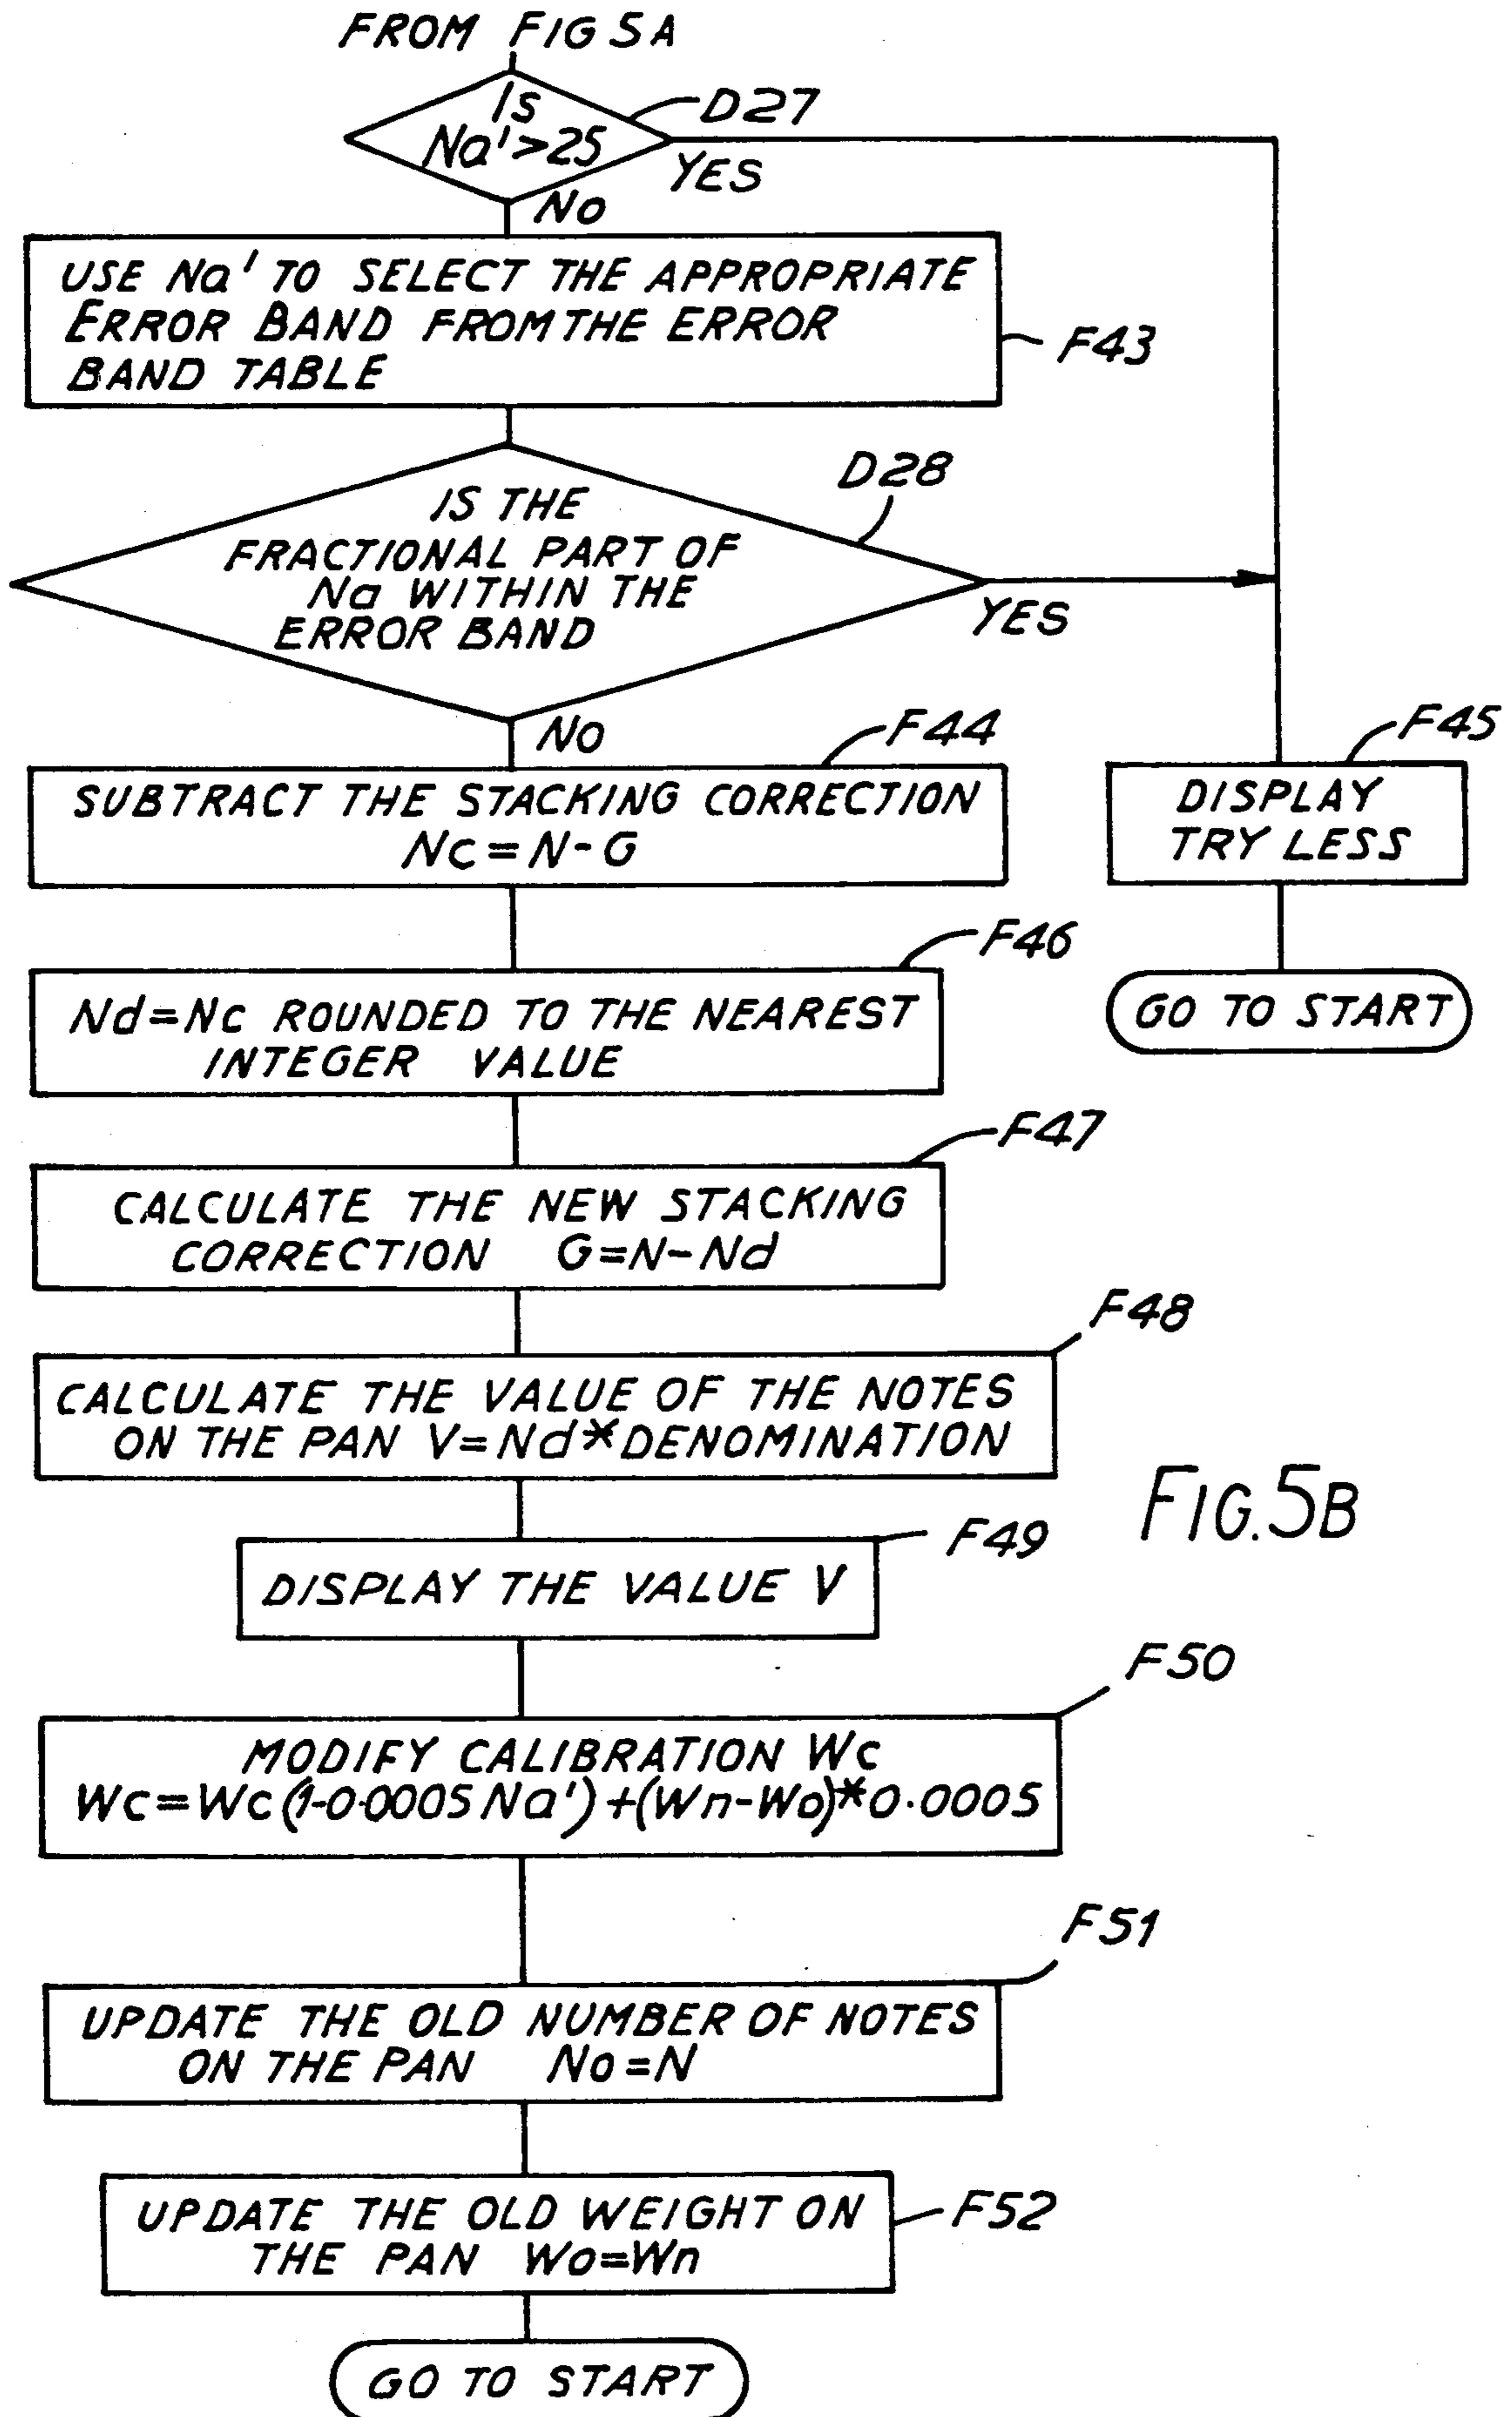 FROM FIG 5A
Is
Na'>25
D27
YES
No
USE Na' TO SELECT THE APPROPRIATE
ERROR BAND FROM THE ERROR
BAND TABLE
F43
D28
IS THE
FRACTIONAL PART OF
Na WITHIN THE
ERROR BAND
YES
NO
F44
SUBTRACT THE STACKING CORRECTION
Nc=N-G
F45
DISPLAY
TRY LESS
GO TO START
F46
Nd=Nc ROUNDED TO THE NEAREST
INTEGER VALUE
F47
CALCULATE THE NEW STACKING
CORRECTION G=N-Nd
F48
CALCULATE THE VALUE OF THE NOTES
ON THE PAN V=Nd*DENOMINATION
FIG.5B
F49
DISPLAY THE VALUE V
F50
MODIFY CALIBRATION Wc
Wc=Wc(1-0.0005Na')+(Wn-Wo)*0.0005
F51
UPDATE THE OLD NUMBER OF NOTES
ON THE PAN No=N
UPDATE THE OLD WEIGHT ON
THE PAN Wo=Wn
F52
GO TO START